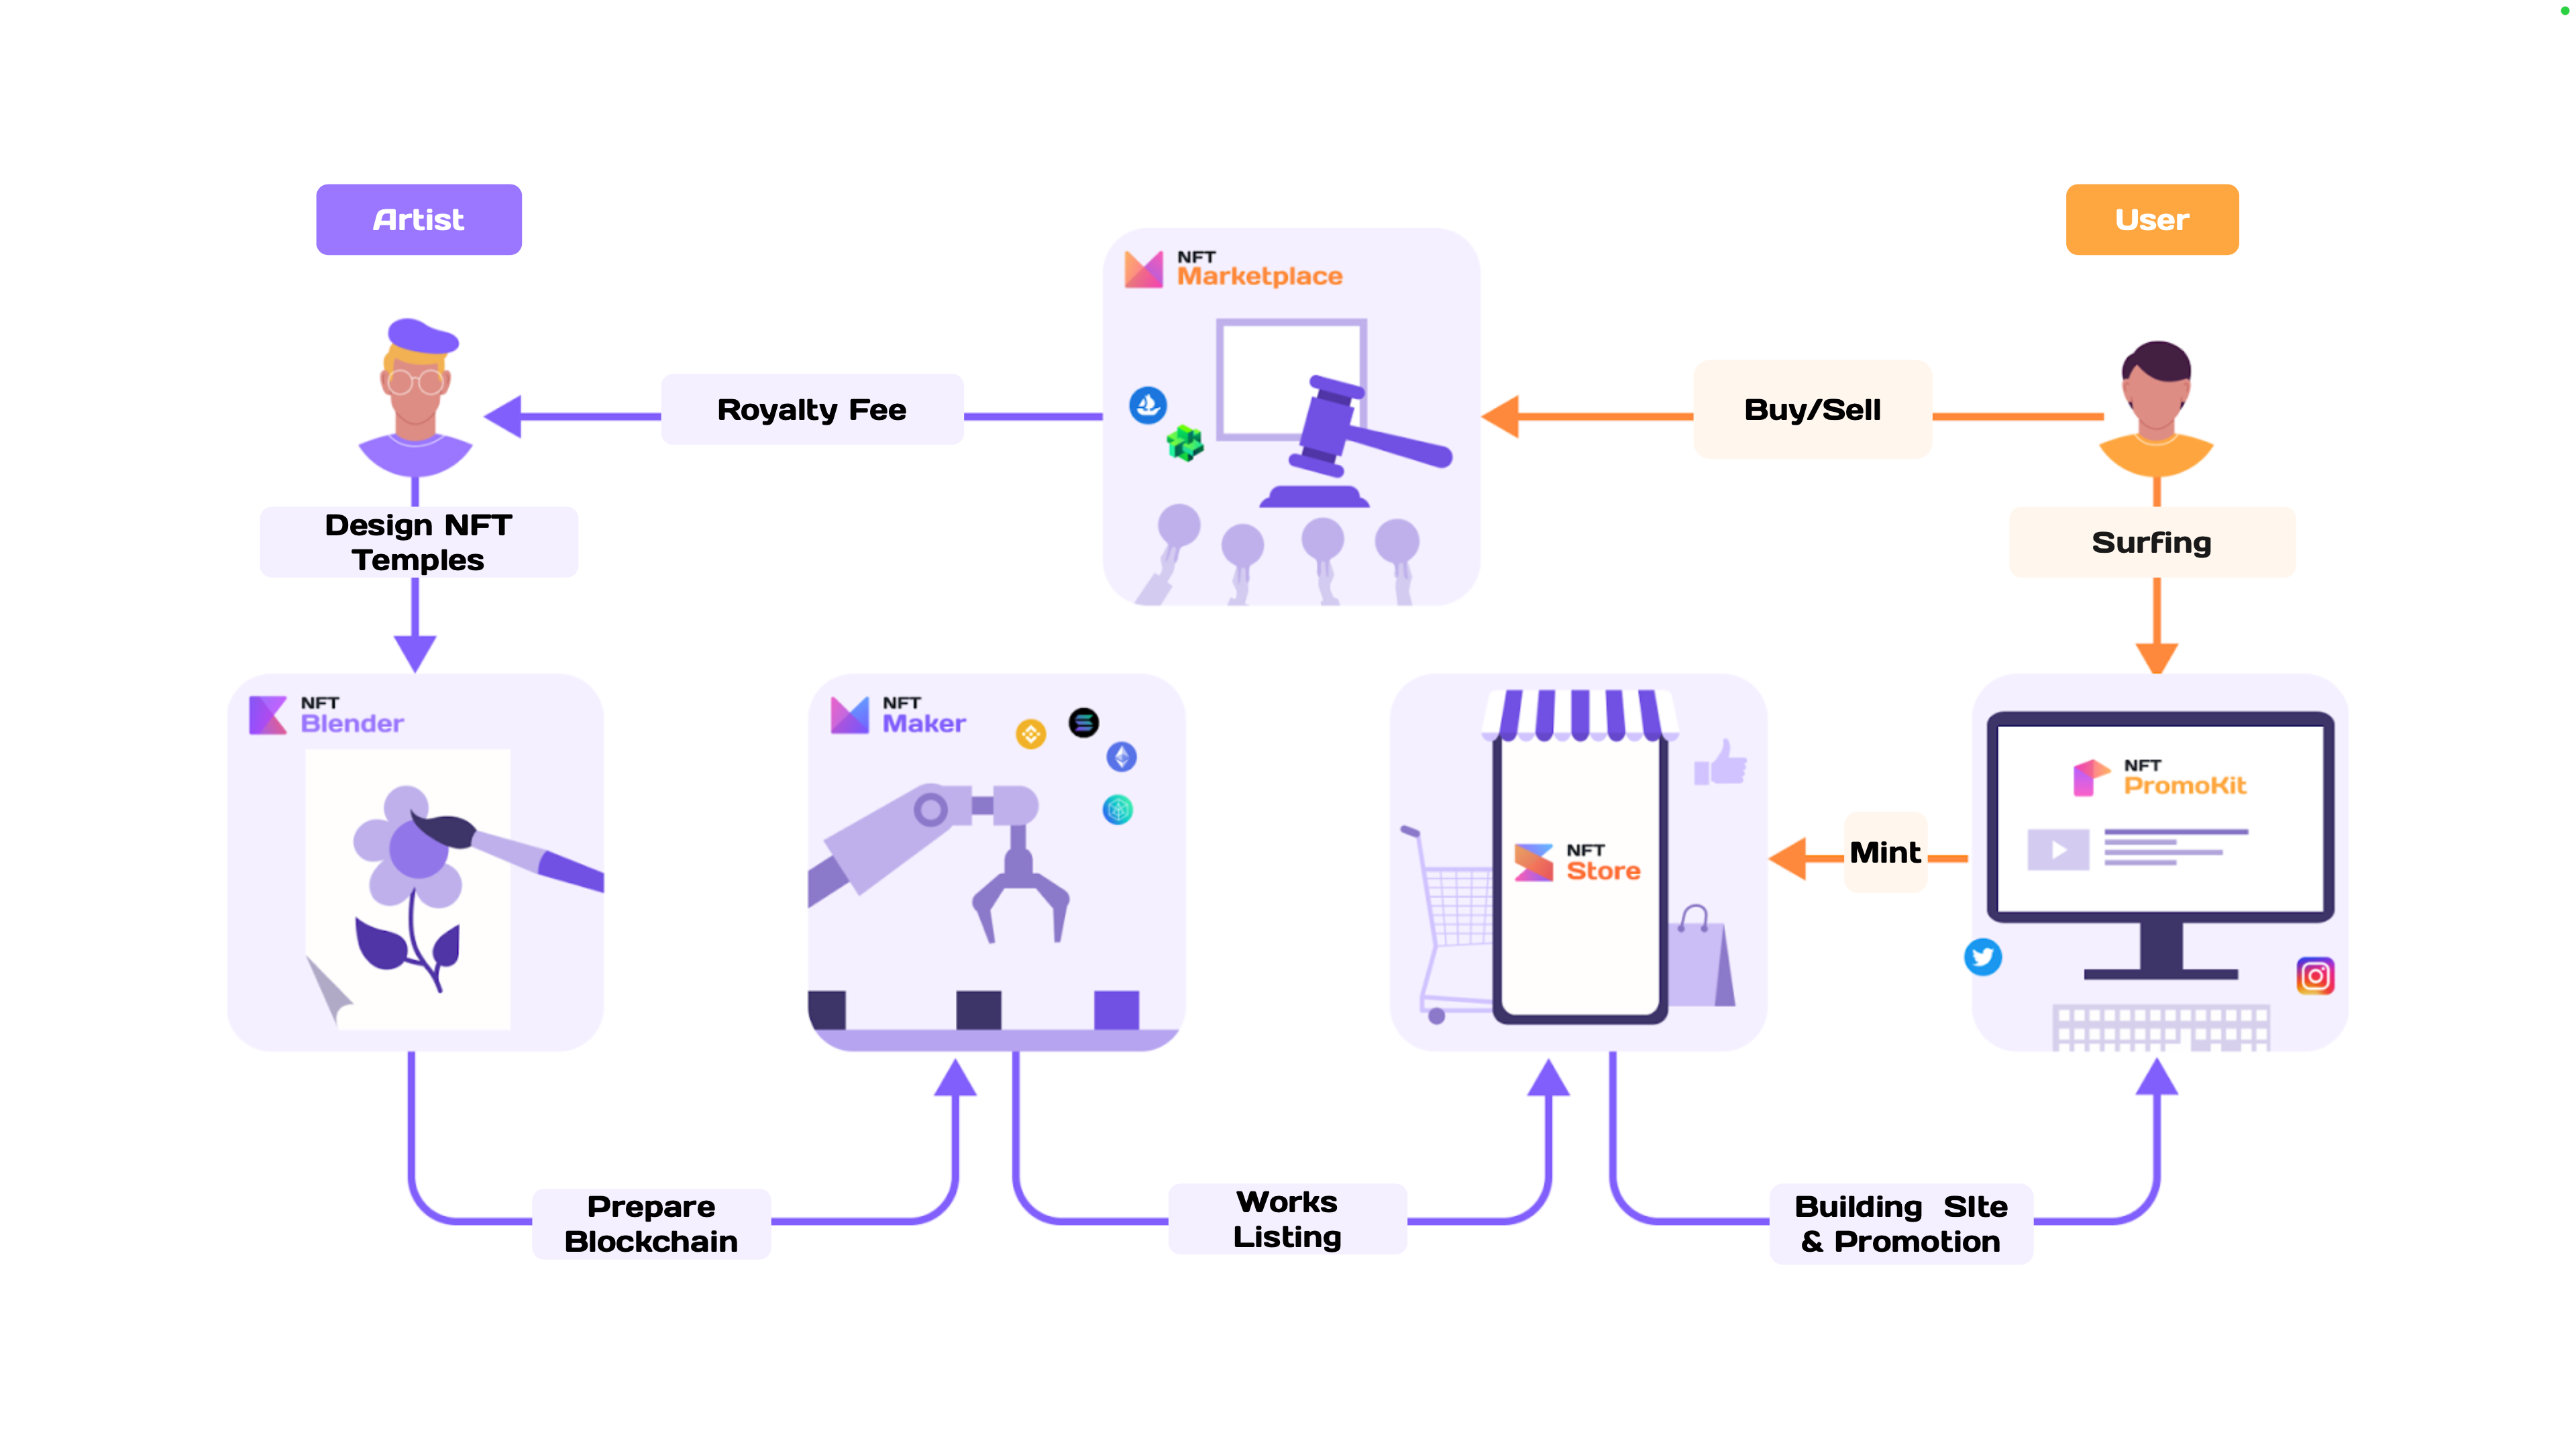 Artist
User
NFT
Marketplace
Royalty Fee
Buy/Sell
Design NFT
Temples
Surfing
NFT
Blender
NFT
Maker
NFT
Store
NFT
PromoKit
Mint
Prepare
Blockchain
Works
Listing
Building SIte
& Promotion